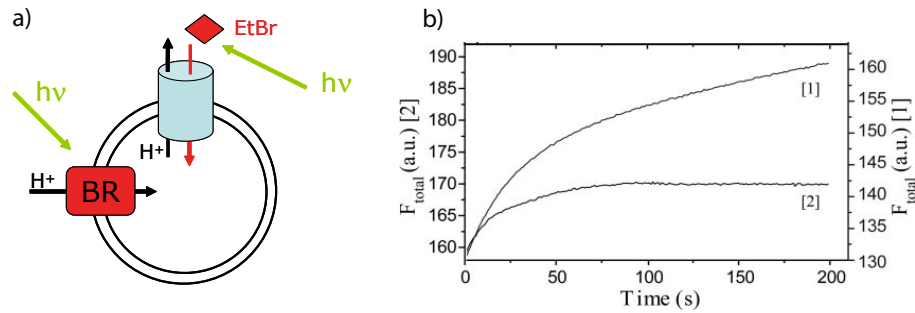 a)
EtBr
hν
hν
H⁺
H⁺
BR
b)
F_total (a.u.) [2]
190
185
180
175
170
165
160
[1]
[2]
160
155
150
145
140
135
130
F_total (a.u.) [1]
0
50
100
150
200
Time (s)